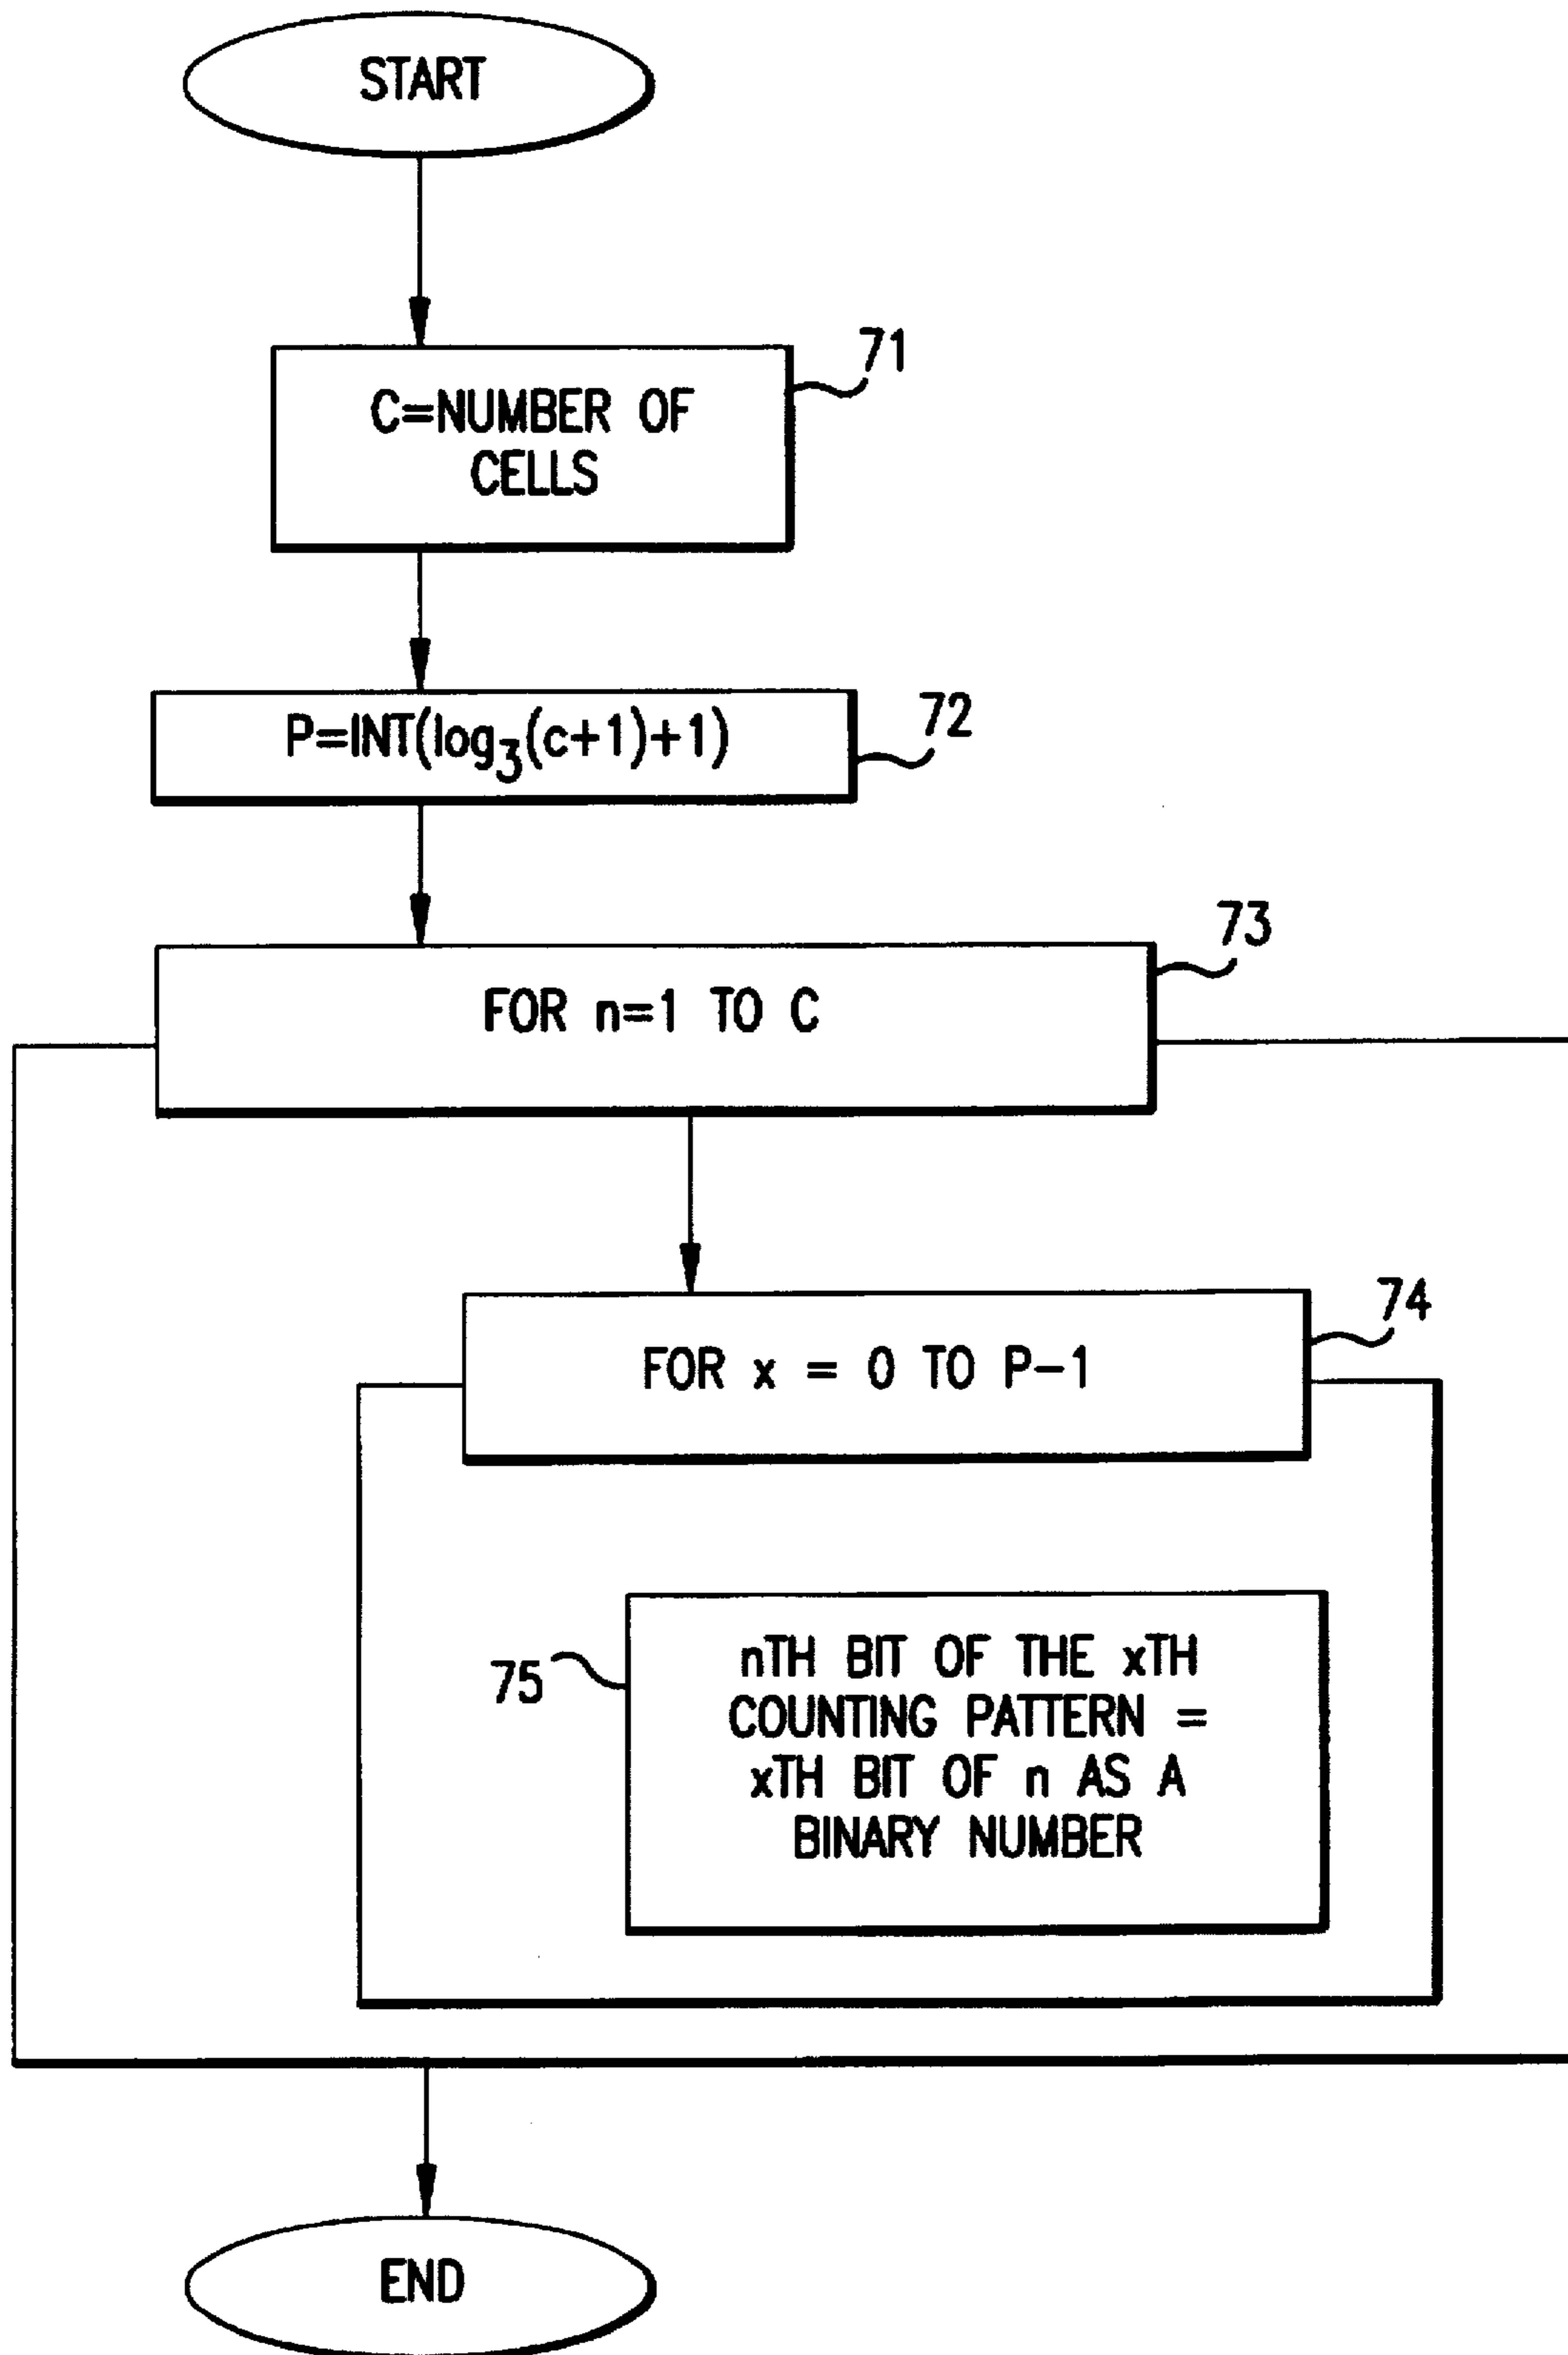 START
71
C=NUMBER OF
CELLS
72
P=INT(log₃(c+1)+1)
73
FOR n=1 TO C
74
FOR x = 0 TO P-1
75
nTH BIT OF THE xTH
COUNTING PATTERN =
xTH BIT OF n AS A
BINARY NUMBER
END